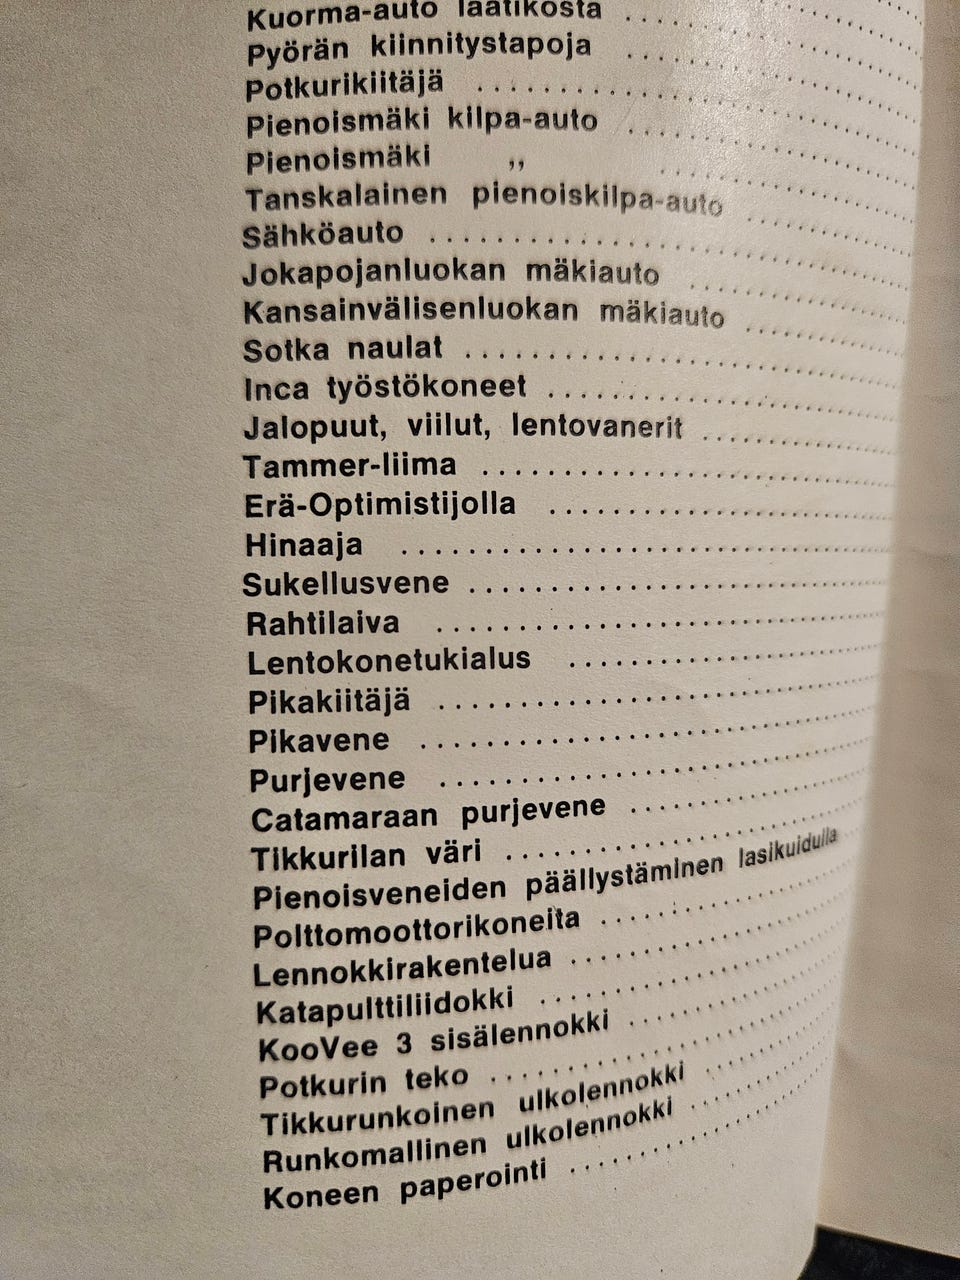 Kuorma-auto laatikosta ..........
Pyörän kiinnitystapoja ..........
Potkurikiitäjä ..........
Pienoismäki kilpa-auto ..........
Pienoismäki ,, ..........
Tanskalainen pienoiskilpa-auto ..........
Sähköauto ..........
Jokapojanluokan mäkiauto ..........
Kansainvälisenluokan mäkiauto ..........
Sotka naulat ..........
Inca työstökoneet ..........
Jalopuut, viilut, lentovanerit ..........
Tammer-liima ..........
Erä-Optimistijolla ..........
Hinaaja ..........
Sukellusvene ..........
Rahtilaiva ..........
Lentokonetukialus ..........
Pikakiitäjä ..........
Pikavene ..........
Purjevene ..........
Catamaraan purjevene ..........
Tikkurilan väri ..........
Pienoisveneiden päällystäminen lasikuidulla
Polttomoottorikoneita ..........
Lennokkirakentelua ..........
Katapulttiliidokki ..........
KooVee 3 sisälennokki ..........
Potkurin teko ..........
Tikkurunkoinen ulkolennokki ..........
Runkomallinen ulkolennokki ..........
Koneen paperointi ..........